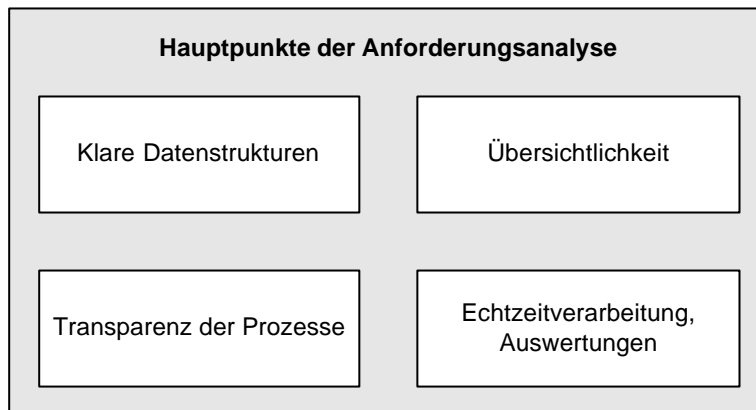 Hauptpunkte der Anforderungsanalyse
Klare Datenstrukturen
Übersichtlichkeit
Transparenz der Prozesse
Echtzeitverarbeitung,
Auswertungen